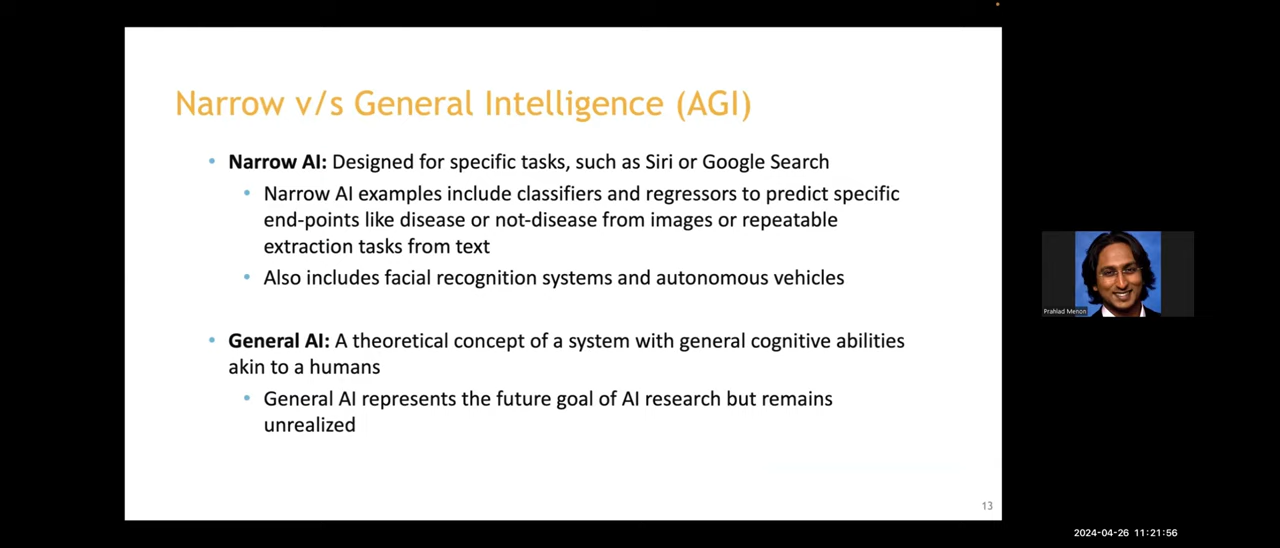 Narrow v/s General Intelligence (AGI)
• Narrow AI: Designed for specific tasks, such as Siri or Google Search
• Narrow AI examples include classifiers and regressors to predict specific
end-points like disease or not-disease from images or repeatable
extraction tasks from text
• Also includes facial recognition systems and autonomous vehicles
• General AI: A theoretical concept of a system with general cognitive abilities
akin to a humans
• General AI represents the future goal of AI research but remains
unrealized
13
Prahlad Menon
2024-04-26 11:21:56